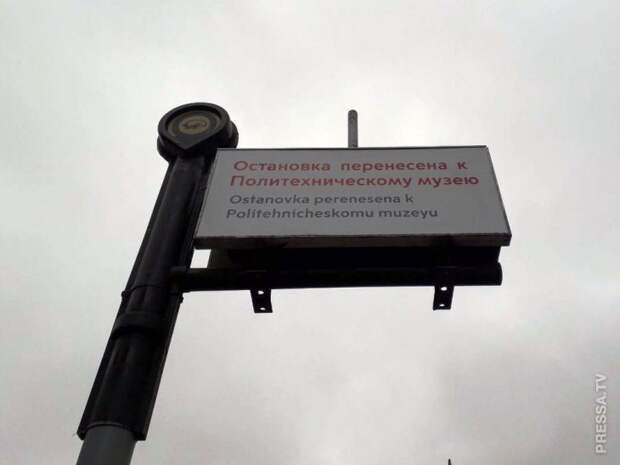 Остановка перенесена к
Политехническому музею
Ostanovka perenesena k
Politehnicheskomu muzeyu
PRESSA.TV